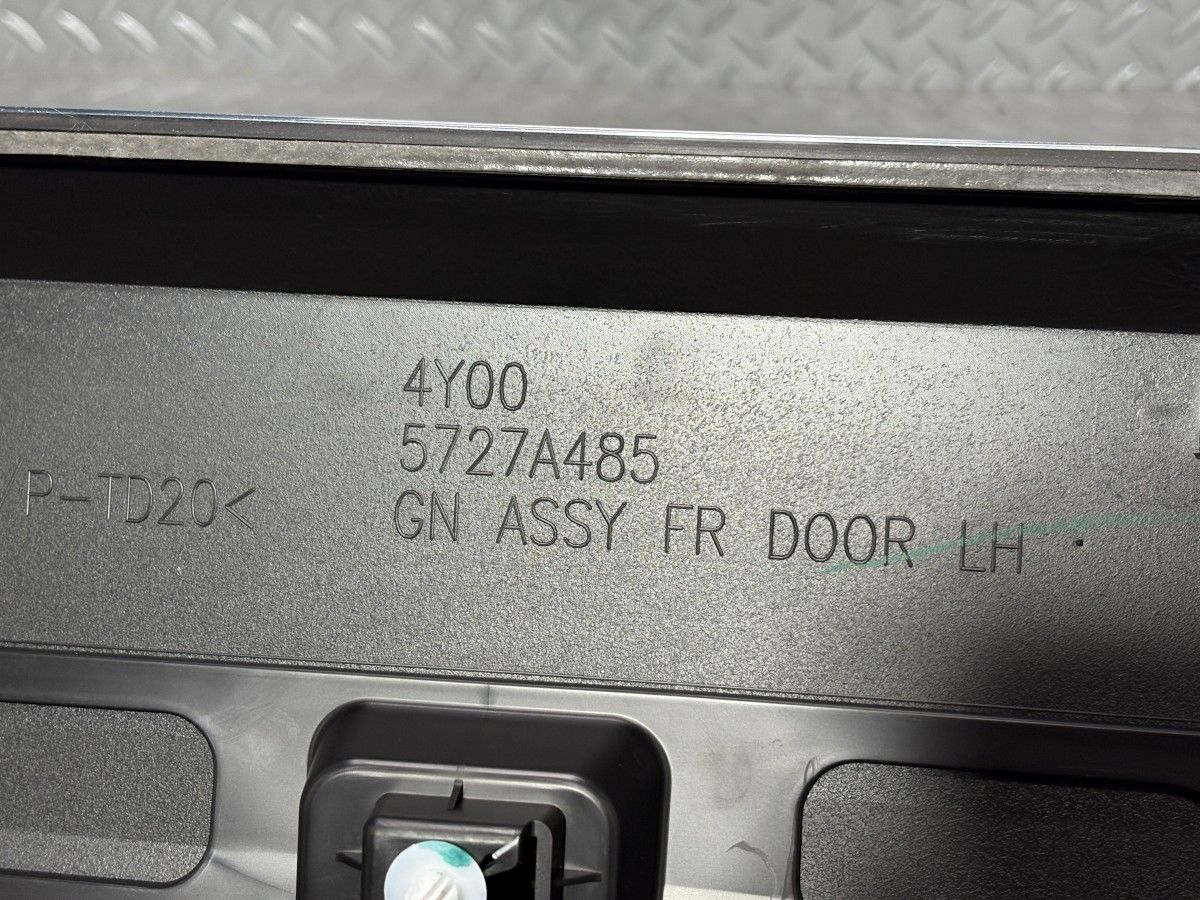 4Y00
5727A485
/P-TD20<
GN ASSY FR DOOR LH